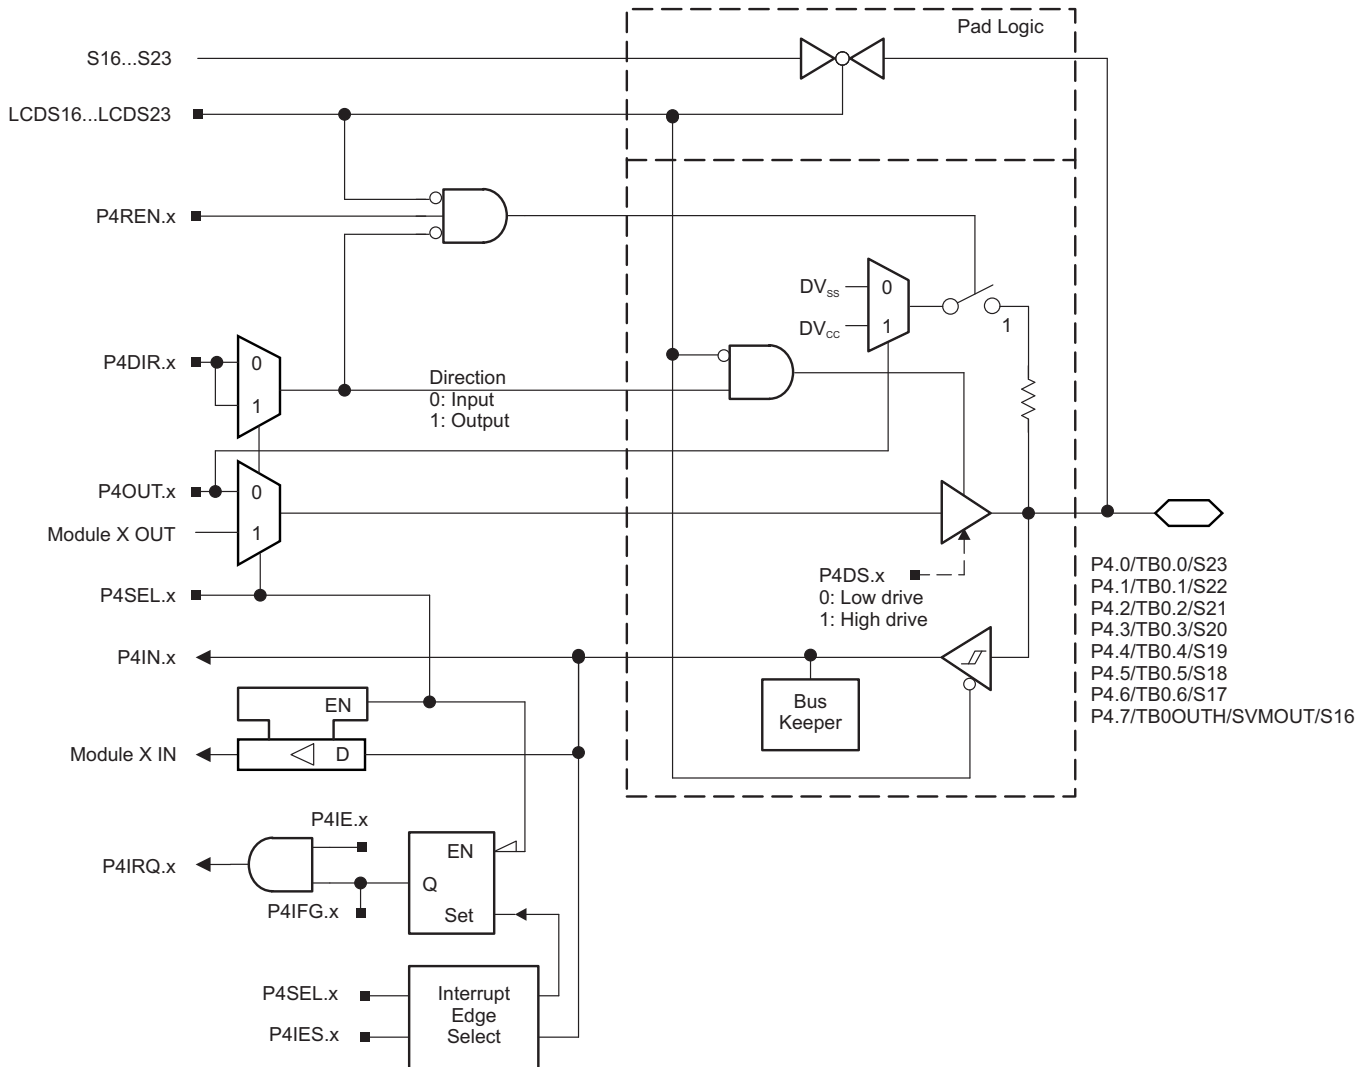 Pad Logic
S16...S23
LCDS16...LCDS23
P4REN.x
DVSS
0
DVCC
1
1
P4DIR.x
0
1
Direction
0: Input
1: Output
P4OUT.x
0
Module X OUT
1
P4DS.x
0: Low drive
1: High drive
P4SEL.x
P4.0/TB0.0/S23
P4.1/TB0.1/S22
P4.2/TB0.2/S21
P4.3/TB0.3/S20
P4.4/TB0.4/S19
P4.5/TB0.5/S18
P4.6/TB0.6/S17
P4.7/TB0OUTH/SVMOUT/S16
P4IN.x
Bus
Keeper
EN
Module X IN
D
P4IE.x
EN
P4IRQ.x
Q
P4IFG.x
Set
P4SEL.x
P4IES.x
Interrupt
Edge
Select